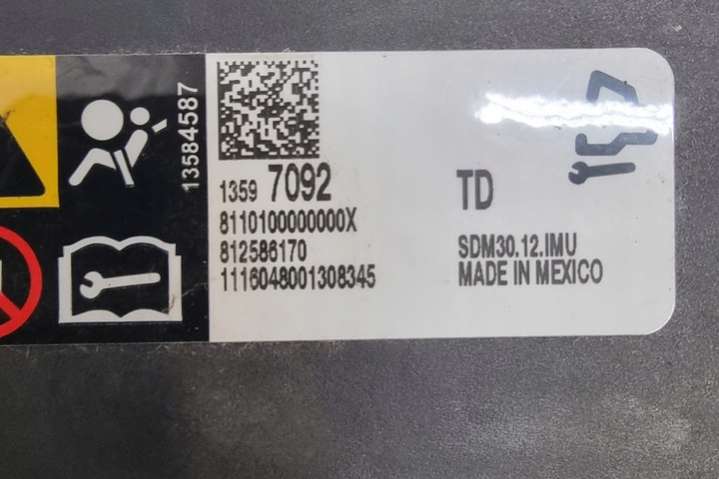 13584587
1359 7092
TD
8110100000000X
812586170
1116048001308345
SDM30.12.IMU
MADE IN MEXICO